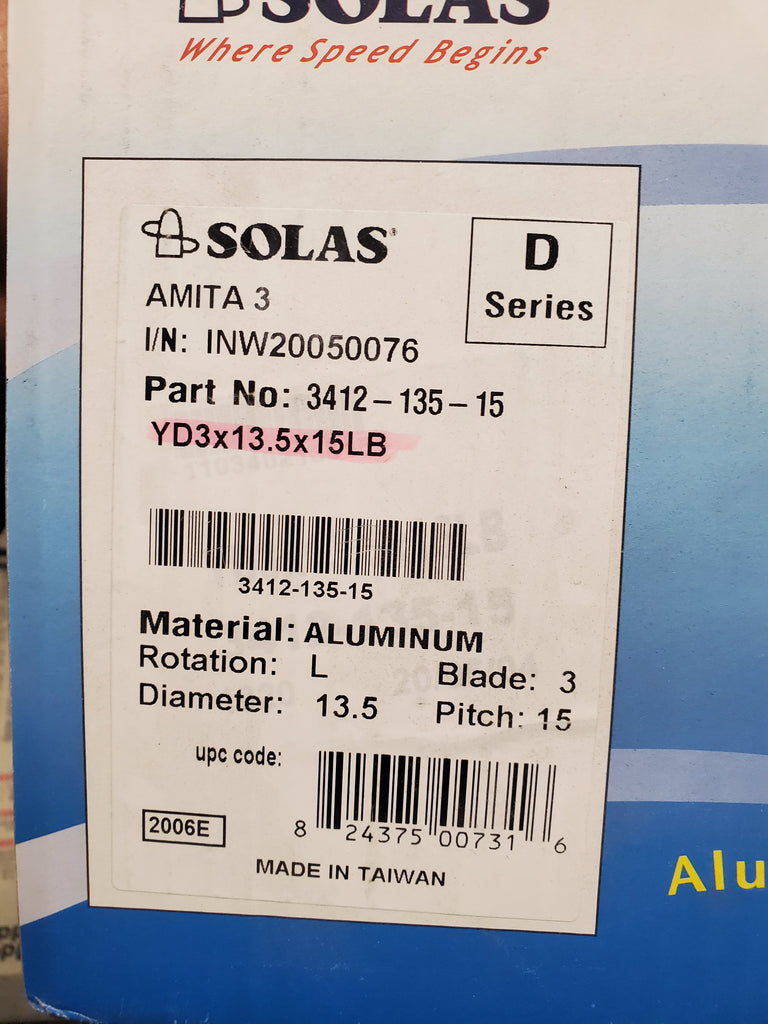 SOLAS
Where Speed Begins
SOLAS®
D
Series
AMITA 3
I/N: INW20050076
Part No: 3412-135-15
YD3x13.5x15LB
3412-135-15
Material: ALUMINUM
Rotation: L Blade: 3
Diameter: 13.5 Pitch: 15
upc code:
8 24375 00731 6
2006E
MADE IN TAIWAN
Alu